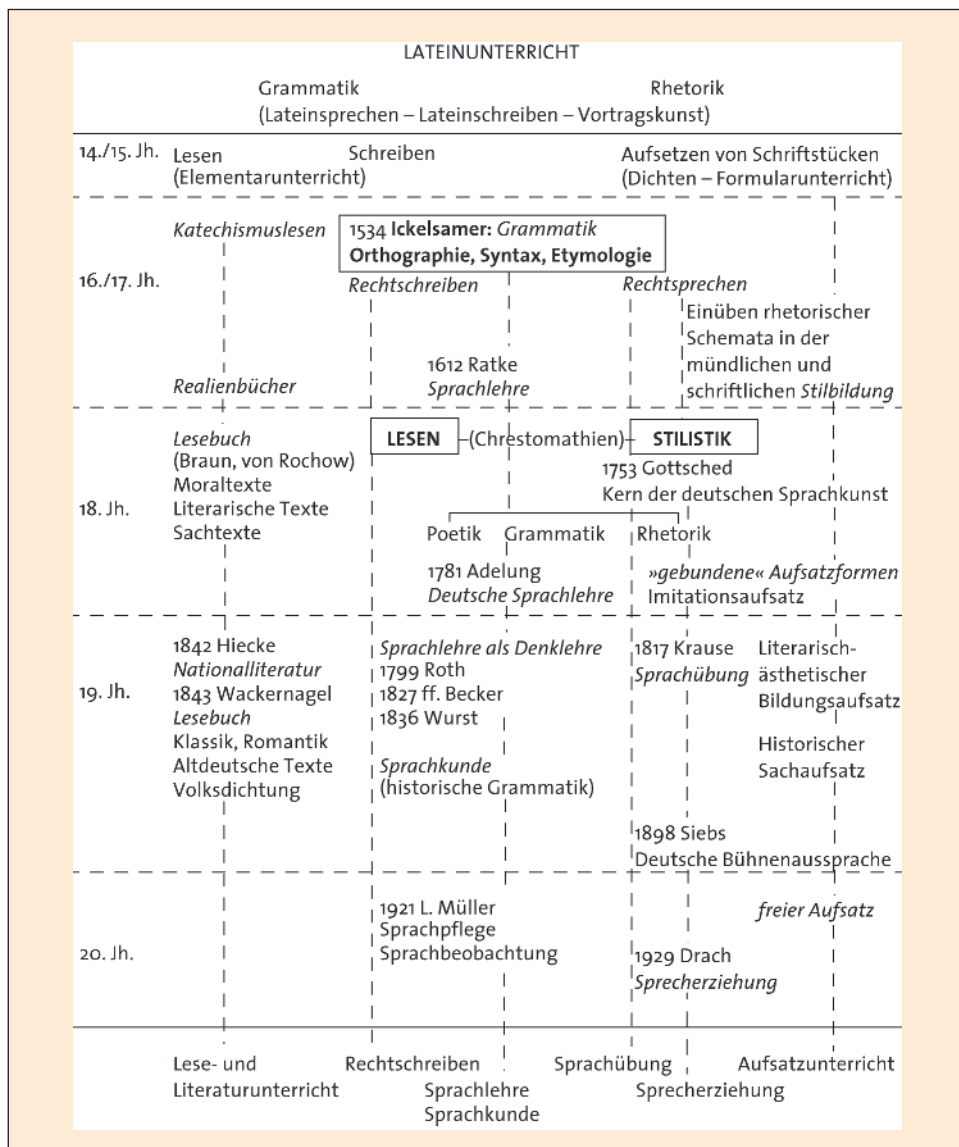 LATEINUNTERRICHT
Grammatik Rhetorik
(Lateinsprechen – Lateinschreiben – Vortragskunst)
14./15. Jh. Lesen Schreiben Aufsetzen von Schriftstücken
(Elementarunterricht) (Dichten – Formularunterricht)
16./17. Jh.
Katechismuslesen
1534 Ickelsamer: Grammatik
Orthographie, Syntax, Etymologie
Rechtschreiben Rechtsprechen
Einüben rhetorischer
Schemata in der
mündlichen und
schriftlichen Stilbildung
1612 Ratke
Sprachlehre
Realienbücher
18. Jh.
Lesebuch
(Braun, von Rochow)
Moraltexte
Literarische Texte
Sachtexte
LESEN (Chrestomathien) STILISTIK
1753 Gottsched
Kern der deutschen Sprachkunst
Poetik Grammatik Rhetorik
1781 Adelung
Deutsche Sprachlehre
»gebundene« Aufsatzformen
Imitationsaufsatz
19. Jh.
1842 Hiecke
Nationalliteratur
1843 Wackernagel
Lesebuch
Klassik, Romantik
Altdeutsche Texte
Volksdichtung
Sprachlehre als Denklehre
1799 Roth
1827 ff. Becker
1836 Wurst
Sprachkunde
(historische Grammatik)
1817 Krause
Sprachübung
Literarisch-
ästhetischer
Bildungsaufsatz
Historischer
Sachaufsatz
1898 Siebs
Deutsche Bühnenaussprache
20. Jh.
1921 L. Müller
Sprachpflege
Sprachbeobachtung
freier Aufsatz
1929 Drach
Sprecherziehung
Lese- und
Literaturunterricht
Rechtschreiben
Sprachlehre
Sprachkunde
Sprachübung
Sprecherziehung
Aufsatzunterricht